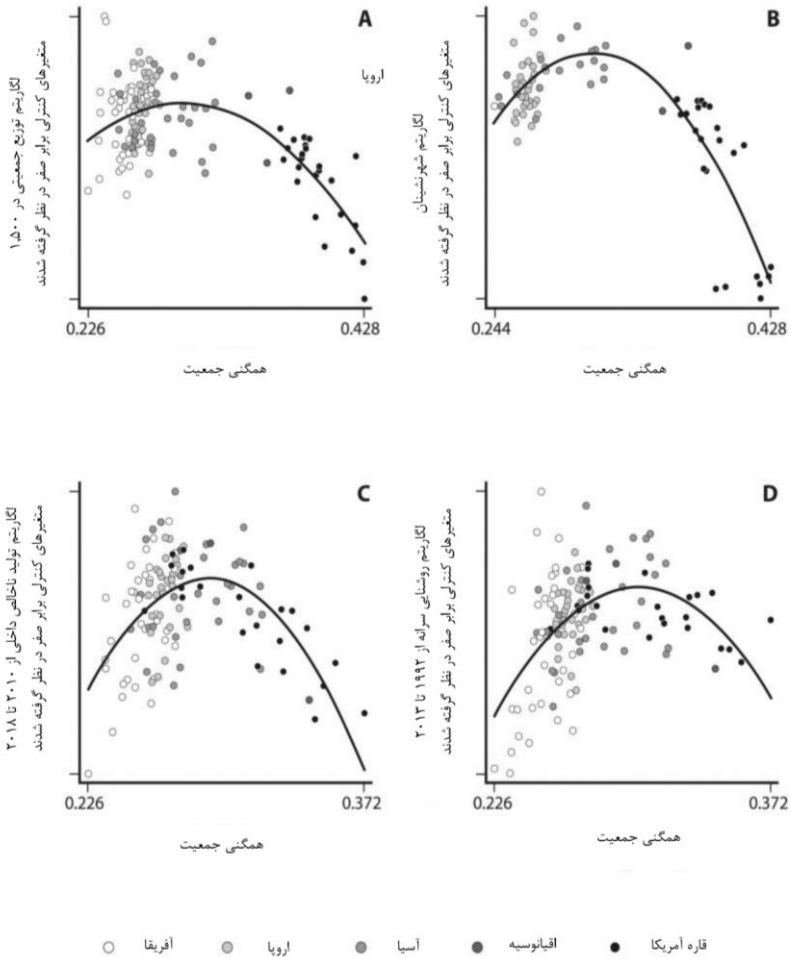 A
لگاریتم توزیع جمعیتی در ۱,۵۰۰
متغیرهای کنترلی برابر صفر در نظر گرفته شدند
اروپا
0.226
0.428
همگنی جمعیت
B
لگاریتم شهرنشینان
متغیرهای کنترلی برابر صفر در نظر گرفته شدند
0.244
0.428
همگنی جمعیت
C
لگاریتم تولید ناخالص داخلی از ۲۰۱۰ تا ۲۰۱۸
متغیرهای کنترلی برابر صفر در نظر گرفته شدند
0.226
0.372
همگنی جمعیت
D
لگاریتم روشنایی سرانه از ۱۹۹۲ تا ۲۰۱۳
متغیرهای کنترلی برابر صفر در نظر گرفته شدند
0.226
0.372
همگنی جمعیت
آفریقا
اروپا
آسیا
اقیانوسیه
قاره آمریکا